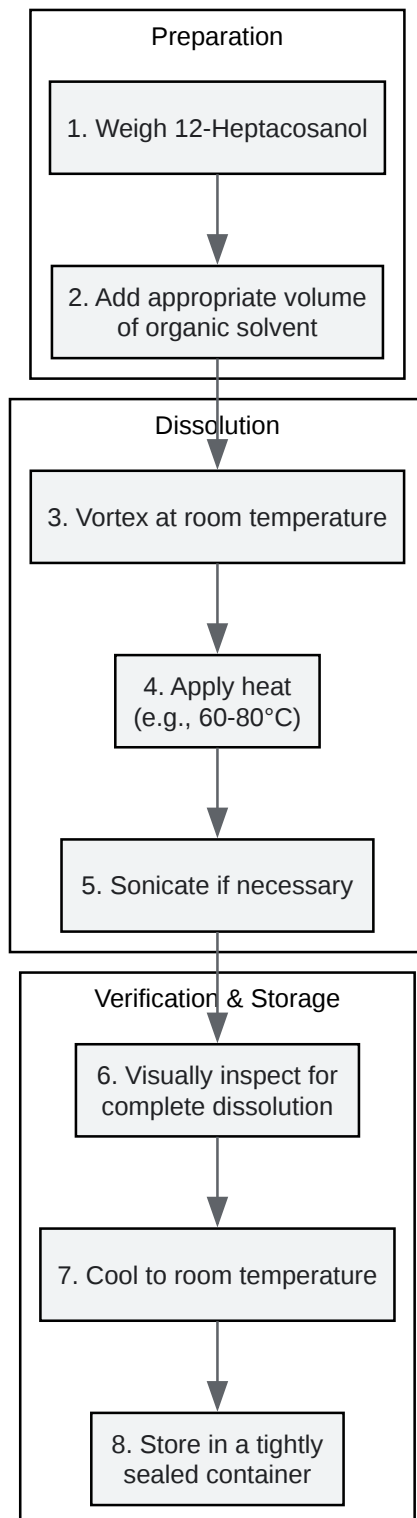 Preparation
1. Weigh 12-Heptacosanol
2. Add appropriate volume
of organic solvent
Dissolution
3. Vortex at room temperature
4. Apply heat
(e.g., 60-80°C)
5. Sonicate if necessary
Verification & Storage
6. Visually inspect for
complete dissolution
7. Cool to room temperature
8. Store in a tightly
sealed container